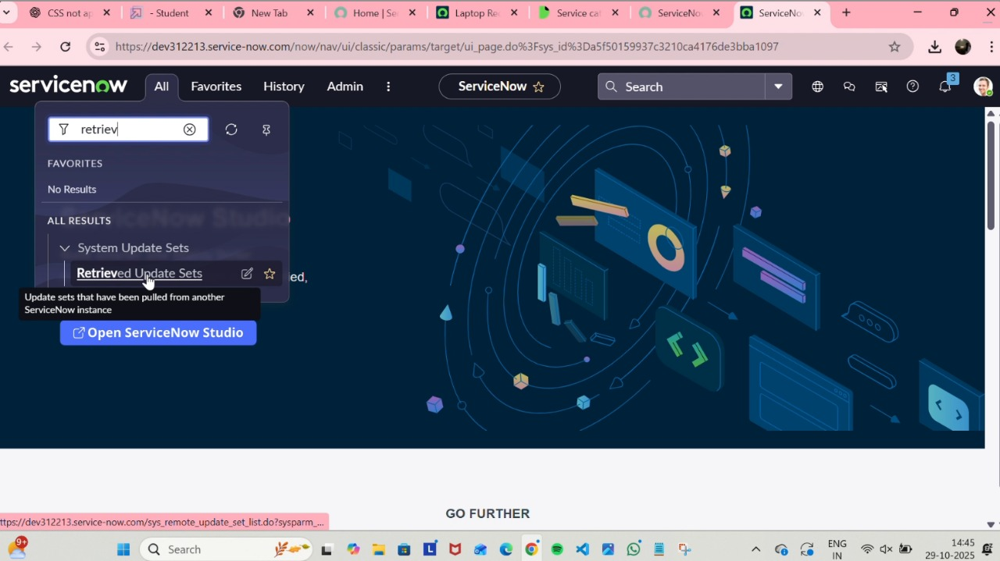 CSS not ap
- Student
New Tab
Home | Se
Laptop Re
Service cat
ServiceNo
ServiceNo
https://dev312213.service-now.com/now/nav/ui/classic/params/target/ui_page.do%3Fsys_id%3Da5f50159937c3210ca4176de3bba1097
servicenow
All
Favorites
History
Admin
ServiceNow
Search
3
retriev
FAVORITES
No Results
ALL RESULTS
System Update Sets
Retrieved Update Sets
ed,
Update sets that have been pulled from another
ServiceNow instance
Open ServiceNow Studio
GO FURTHER
ttps://dev312213.service-now.com/sys_remote_update_set_list.do?sysparm_...
9+
Search
ENG
IN
14:45
29-10-2025